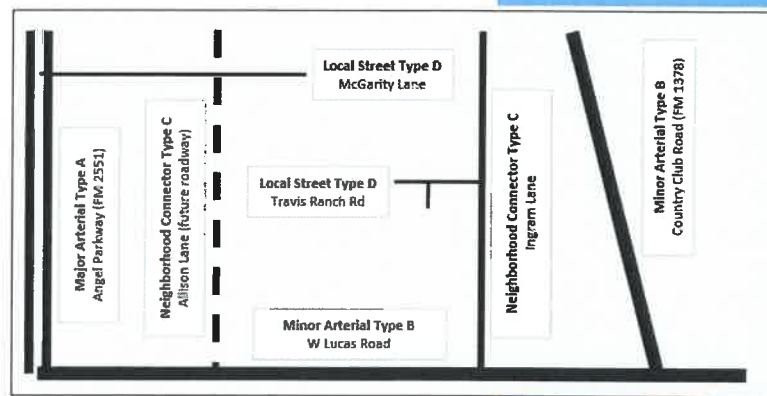 Local Street Type D
McGarity Lane
Major Arterial Type A
Angel Parkway (FM 2551)
Neighborhood Connector Type C
Allison Lane (future roadway)
Local Street Type D
Travis Ranch Rd
Neighborhood Connector Type C
Ingram Lane
Minor Arterial Type B
Country Club Road (FM 1378)
Minor Arterial Type B
W Lucas Road